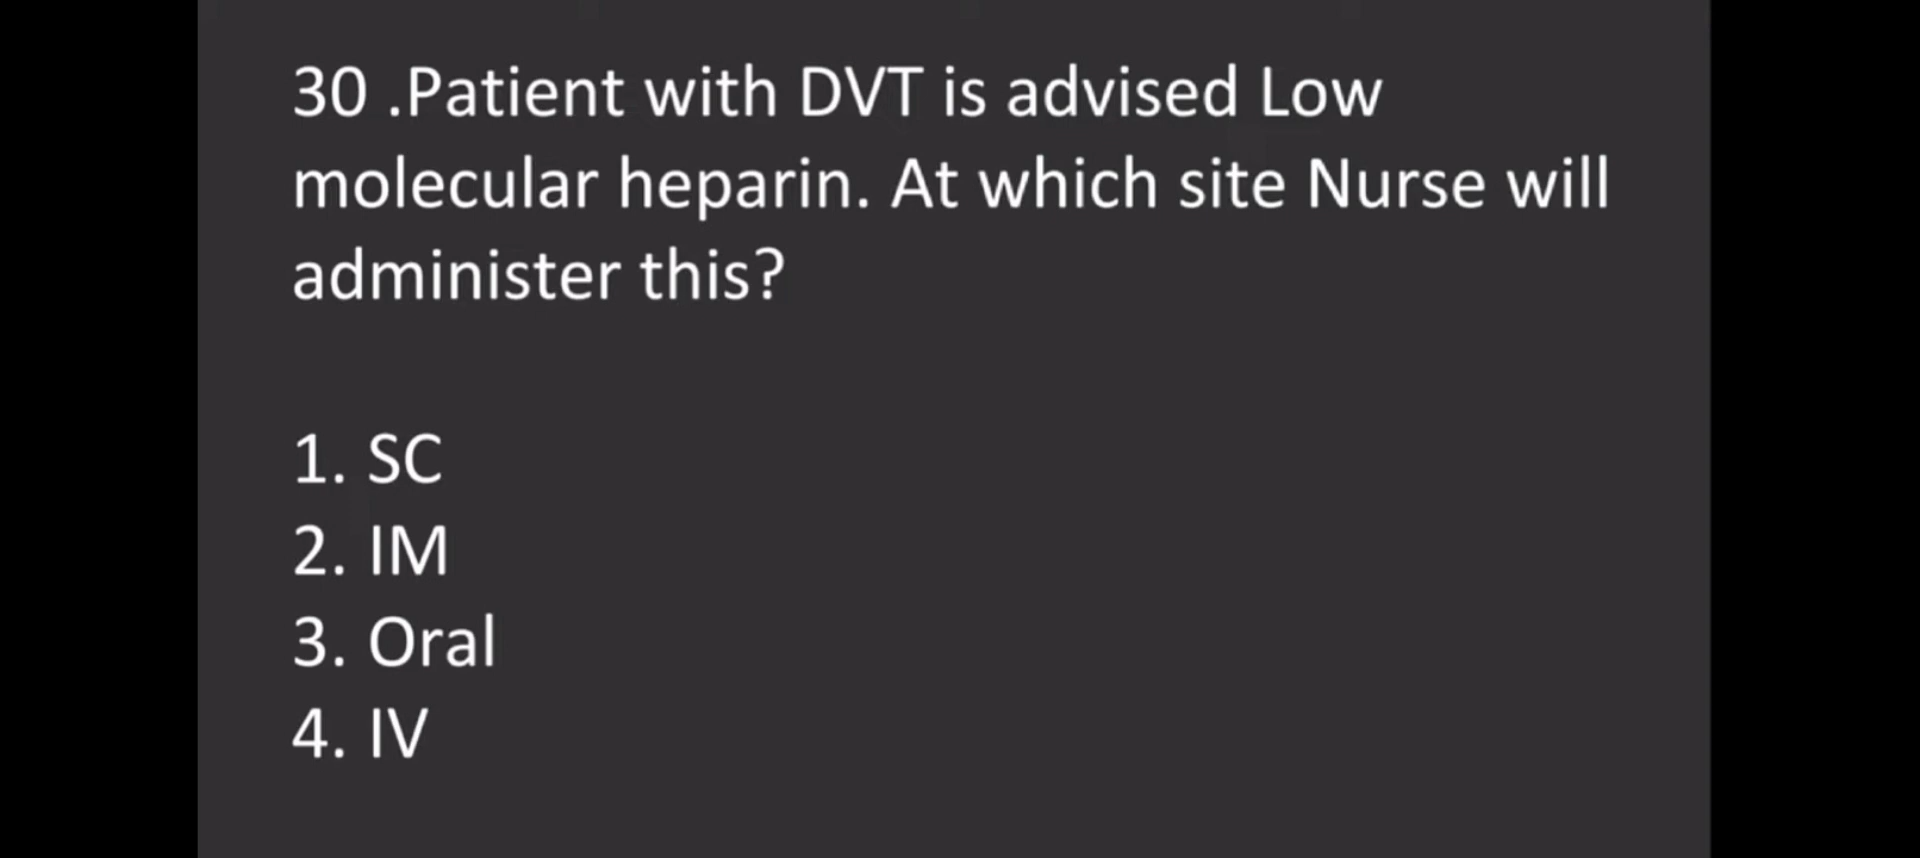 30 .Patient with DVT is advised Low
molecular heparin. At which site Nurse will
administer this?
1. SC
2. IM
3. Oral
4. IV